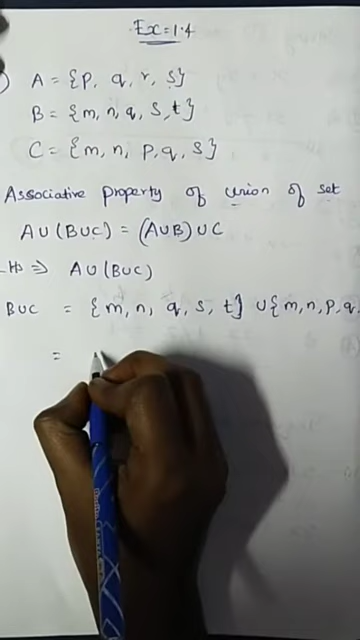 Ex=1.4
) A = {p, q, r, s}
B = {m, n, q, s, t}
C = {m, n, p, q, s}
Associative property of union of set
A∪(B∪C) = (A∪B)∪C
⇒ A∪(B∪C)
B∪C = {m, n, q, s, t} ∪ {m, n, p, q,
=